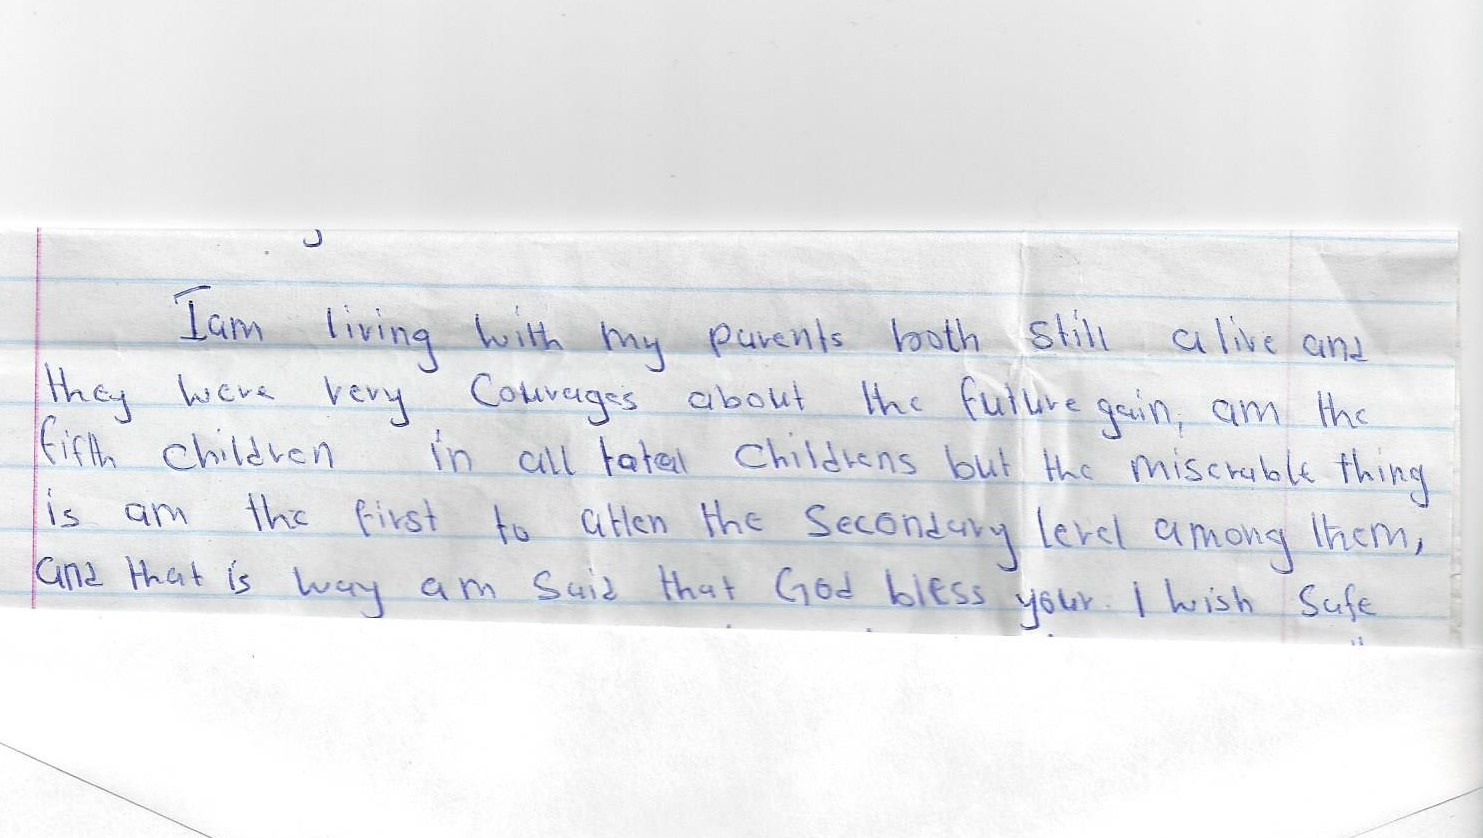 Iam living with my parents both still alive and
they were very Courages about the future gain, am the
fifth children in all tatal Childrens but the miserable thing
is am the first to atten the Secondary level among them,
and that is way am Said that God bless your. I wish Safe